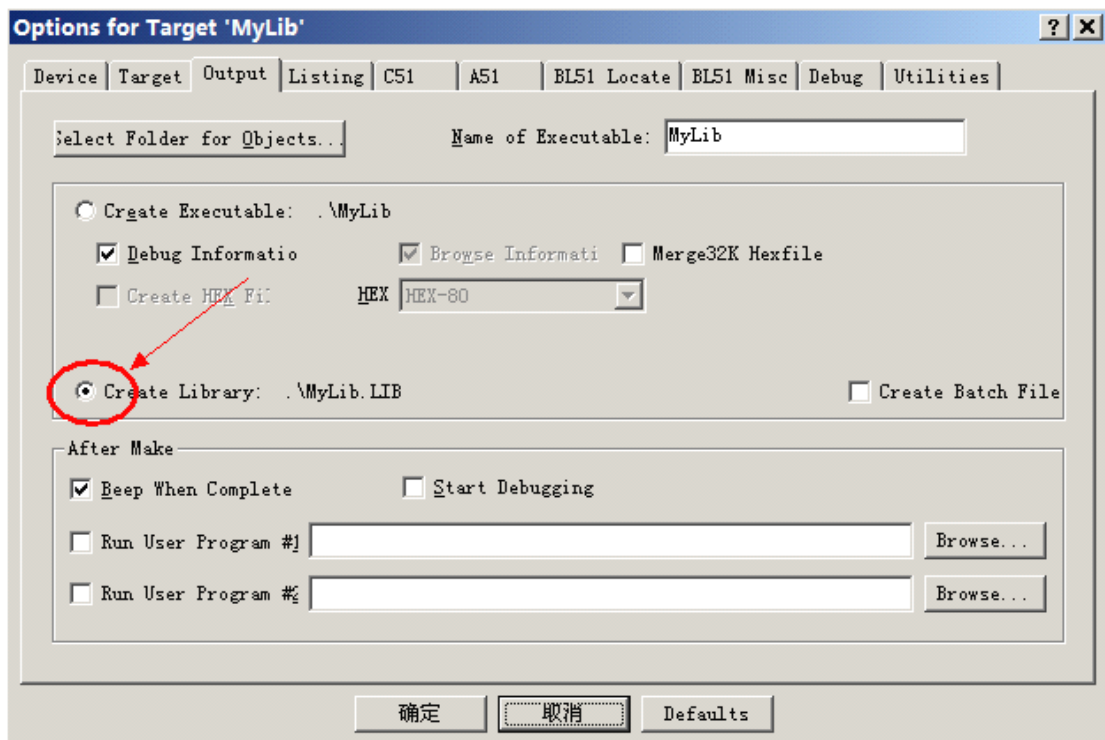 Options for Target 'MyLib'
Device Target Output Listing C51 A51 BL51 Locate BL51 Misc Debug Utilities
Select Folder for Objects... Name of Executable: MyLib
Create Executable: .\MyLib
Debug Informatio Browse Informati Merge32K Hexfile
Create HEX Fi HEX HEX-80
Create Library: .\MyLib.LIB Create Batch File
After Make
Beep When Complete Start Debugging
Run User Program #1 Browse...
Run User Program #2 Browse...
确定 取消 Defaults